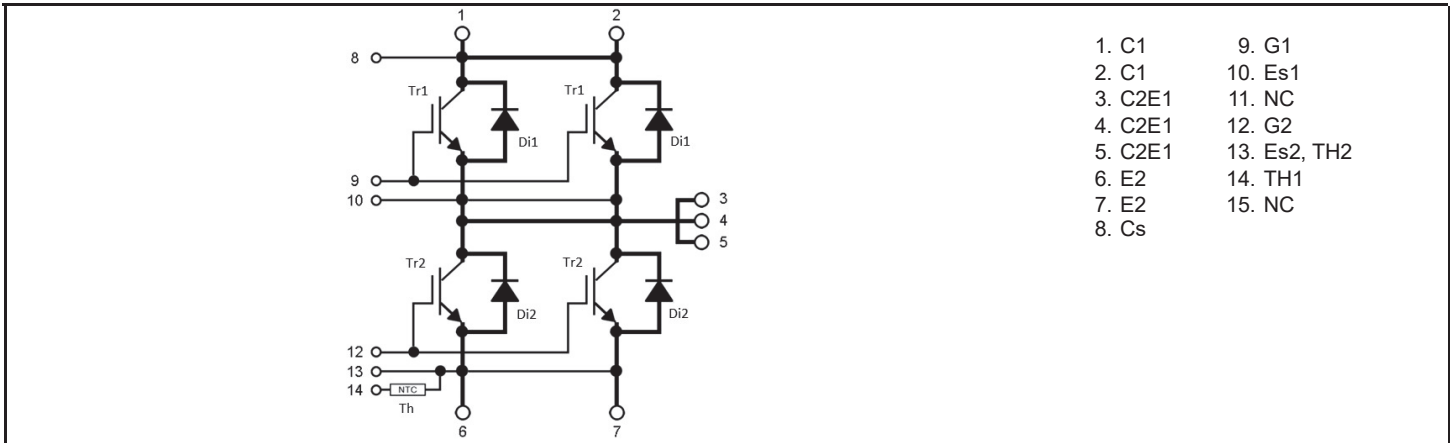 1 2
8
Tr1 Tr1
Di1 Di1
9
10
3
4
5
Tr2 Tr2
Di2 Di2
12
13
14 NTC
Th
6 7
1. C1
2. C1
3. C2E1
4. C2E1
5. C2E1
6. E2
7. E2
8. Cs
9. G1
10. Es1
11. NC
12. G2
13. Es2, TH2
14. TH1
15. NC